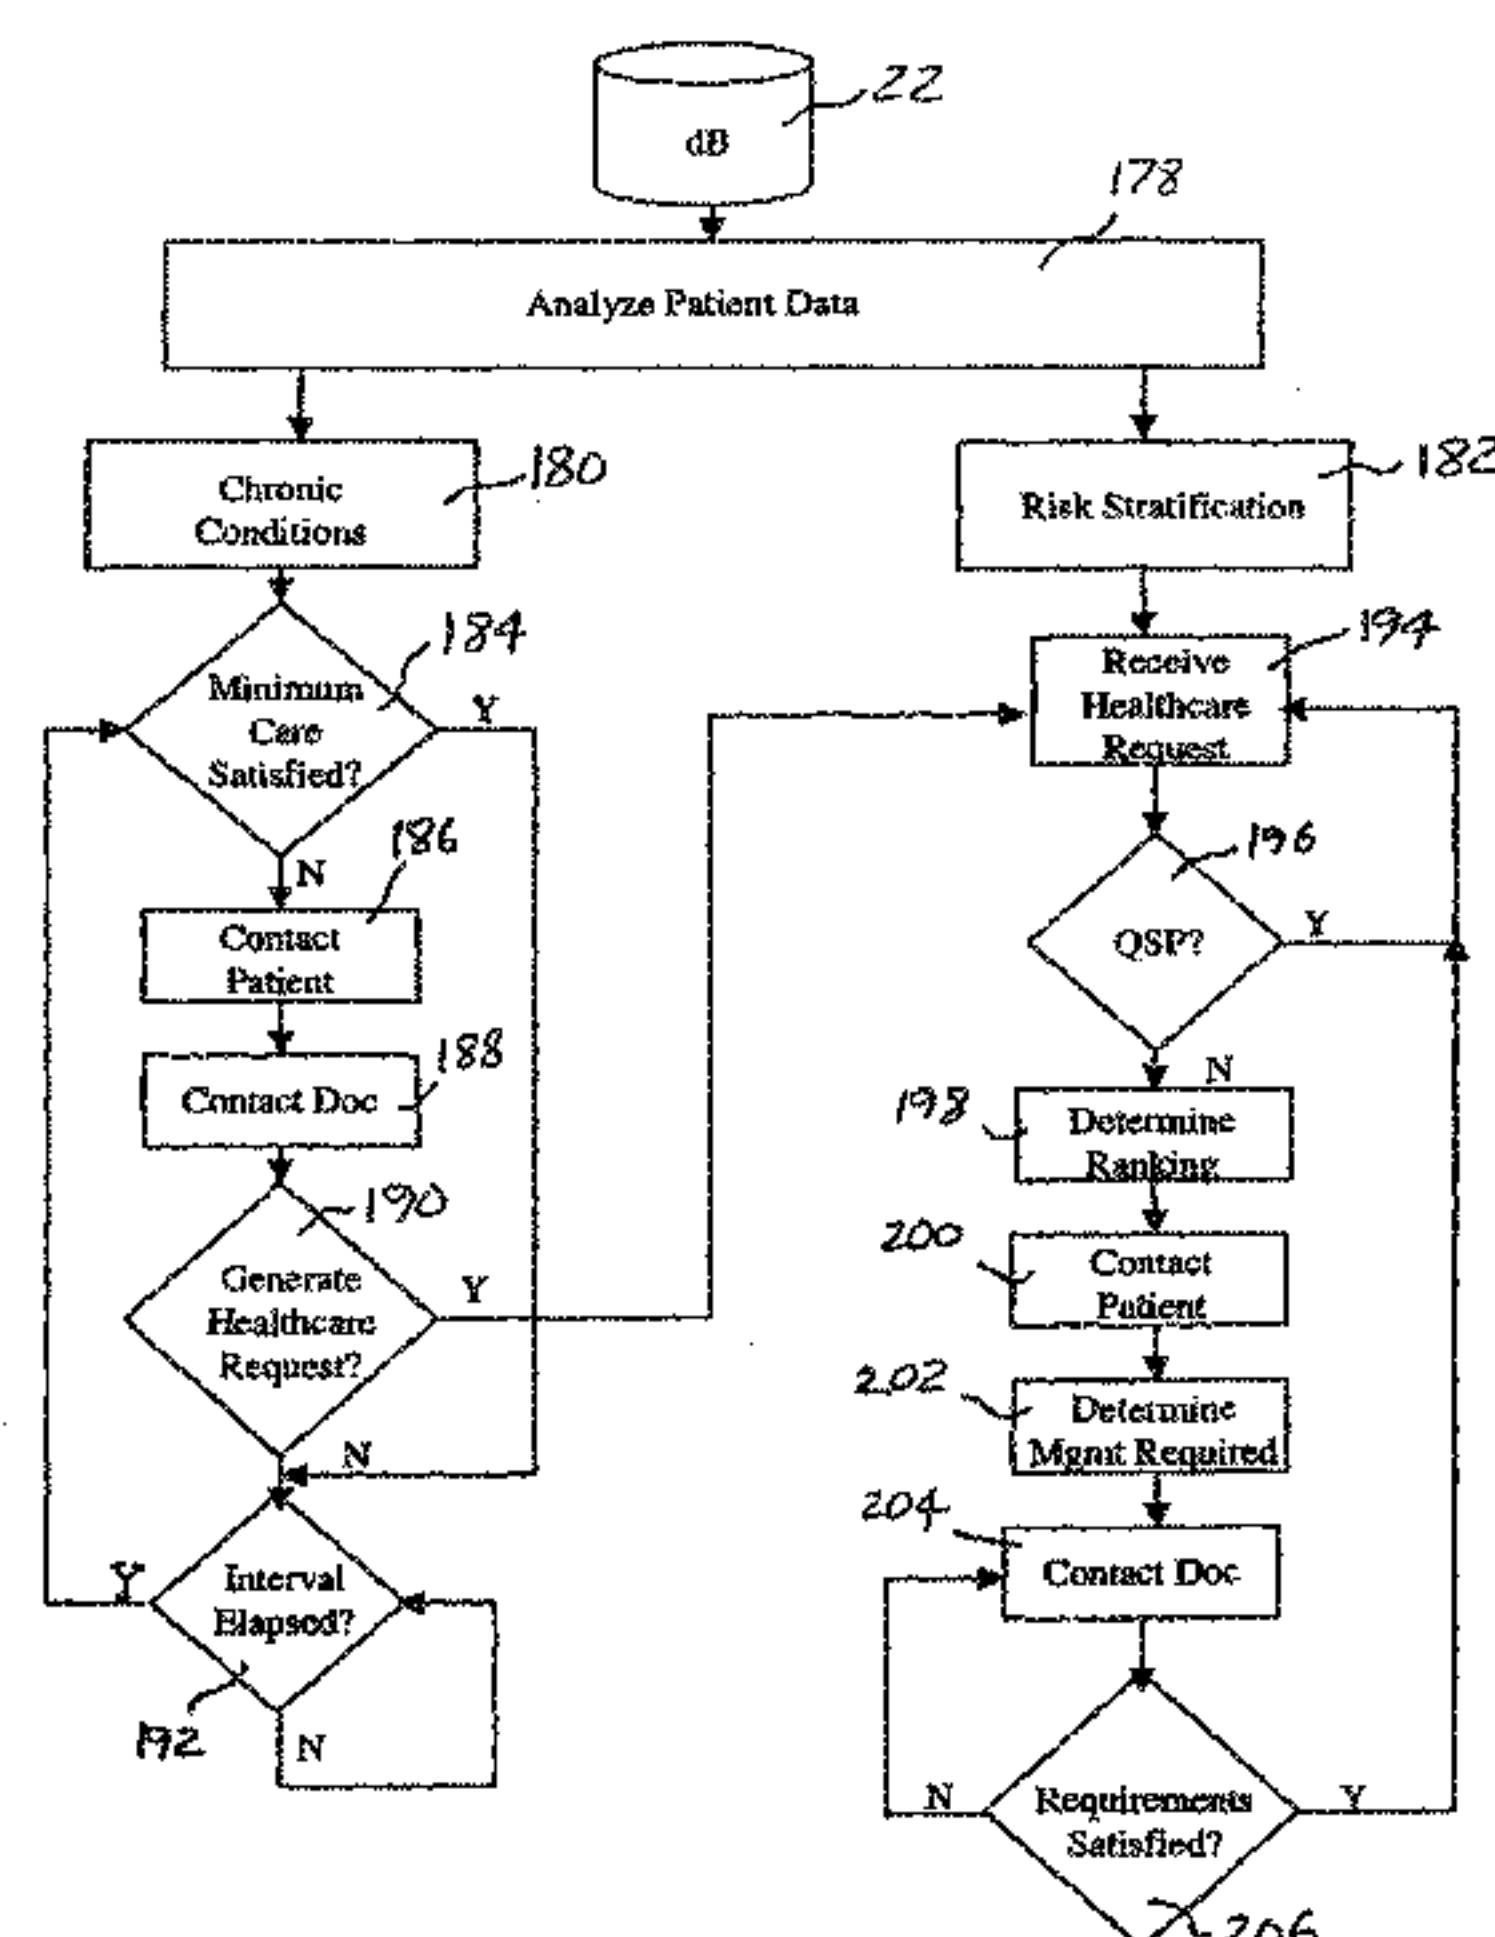 22
dB
178
Analyze Patient Data
180
Chronic
Conditions
182
Risk Stratification
184
Minimum
Care
Satisfied?
Y
N
194
Receive
Healthcare
Request
186
Contact
Patient
196
QSP?
Y
N
188
Contact Doc
198
Determine
Ranking
190
Generate
Healthcare
Request?
Y
N
200
Contact
Patient
202
Determine
Mgmt Required
204
Contact Doc
Interval
Elapsed?
Y
192
N
Requirements
Satisfied?
N
Y
206